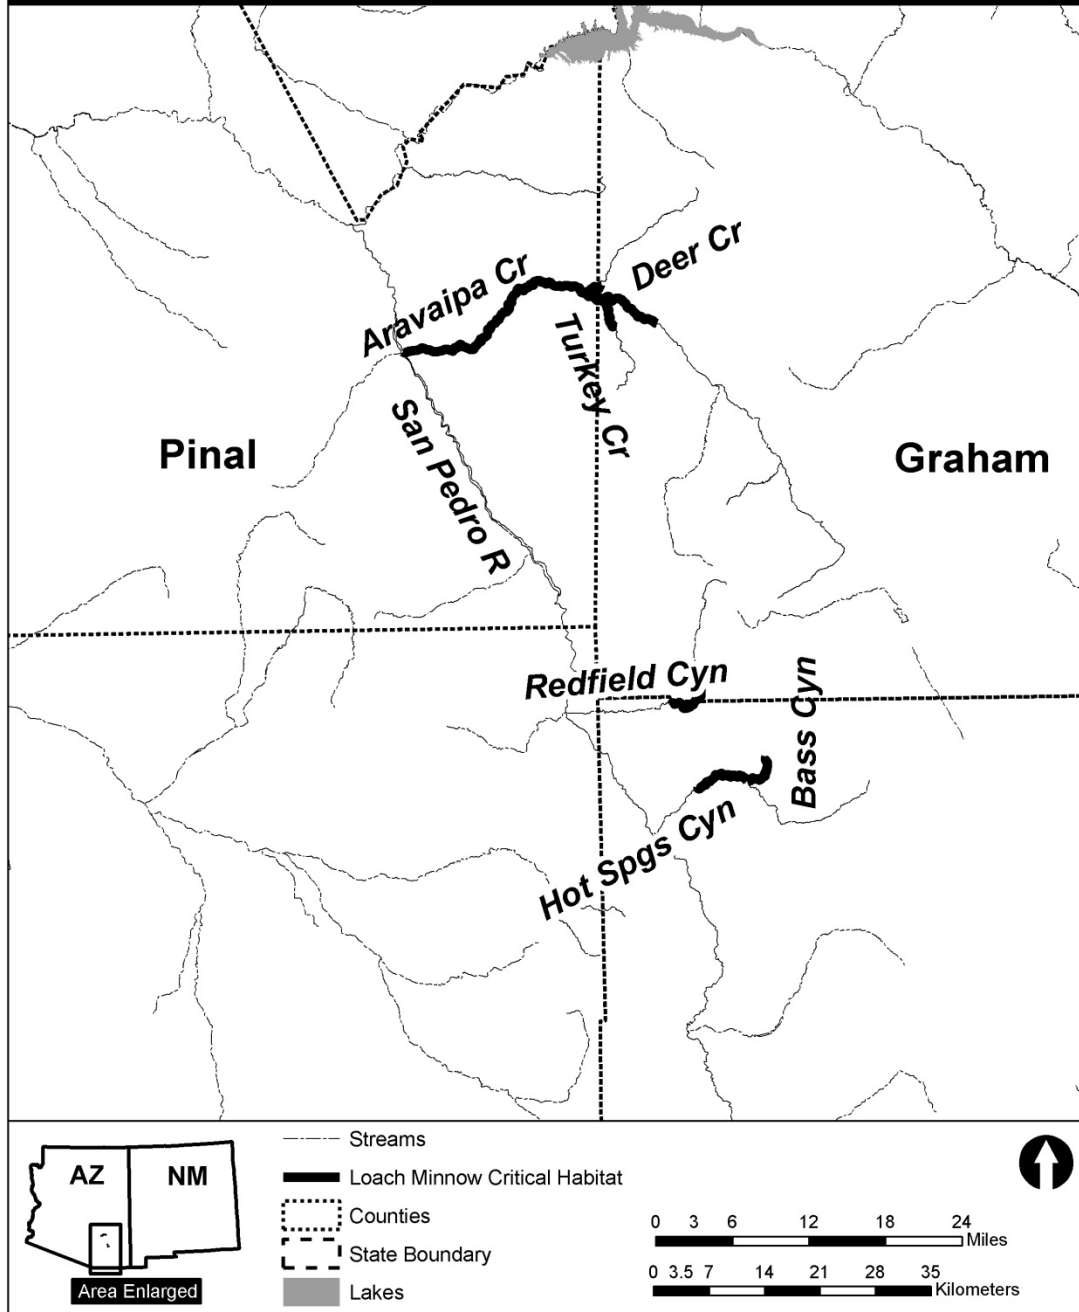 Aravaipa Cr
Deer Cr
Turkey Cr
San Pedro R
Pinal
Graham
Redfield Cyn
Bass Cyn
Hot Spgs Cyn
AZ
NM
Area Enlarged
Streams
Loach Minnow Critical Habitat
Counties
State Boundary
Lakes
0 3 6 12 18 24
Miles
0 3.5 7 14 21 28 35
Kilometers